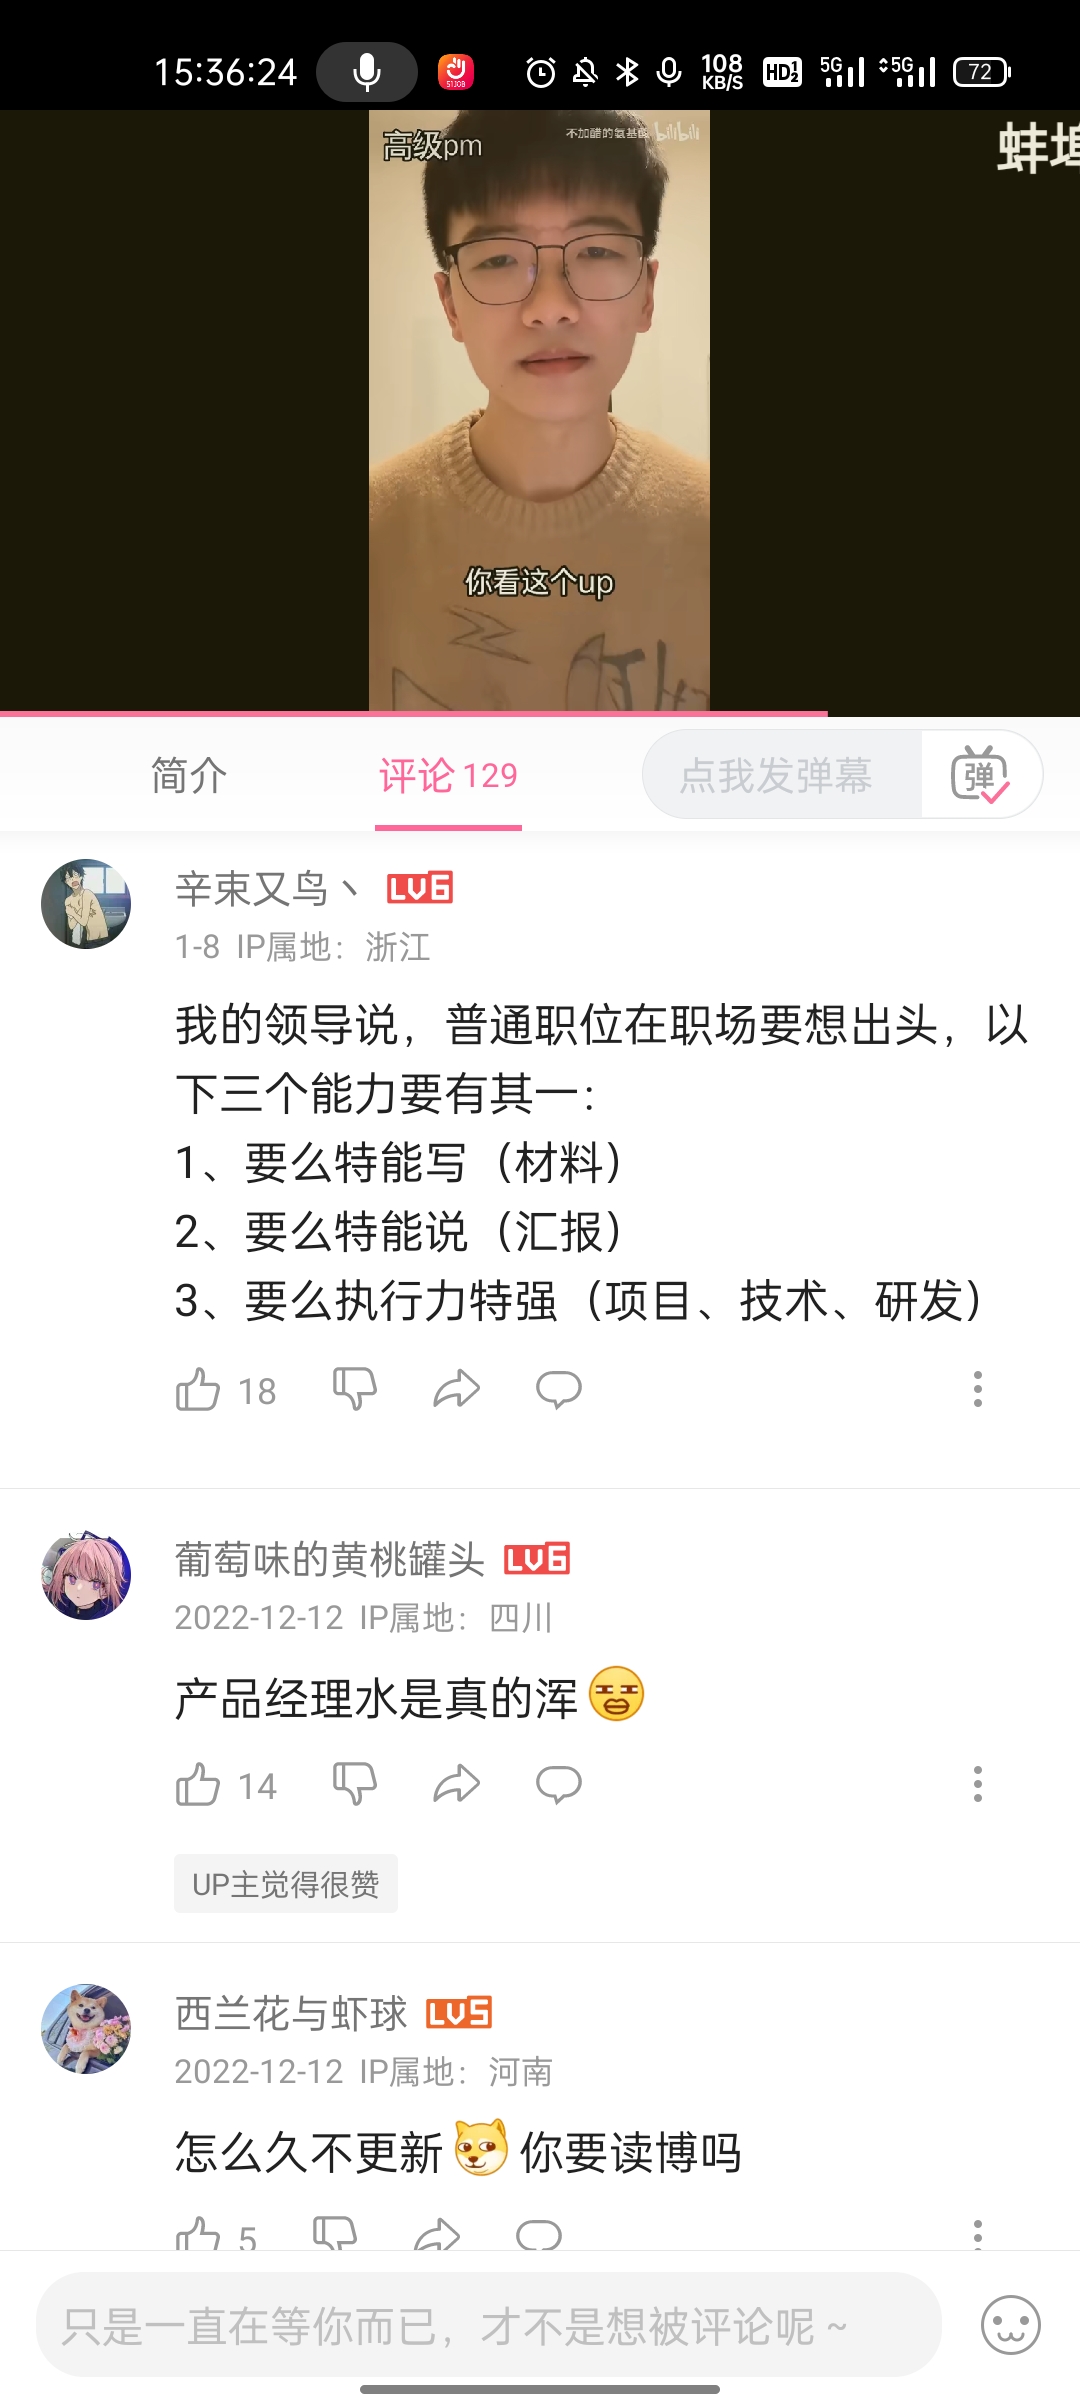 15:36:24
51JOB
108
KB/S
HD 1 2
5G
5G
72
高级pm
不加醋的氨基酸 bilibili
蚌埠
你看这个up
简介
评论 129
点我发弹幕
弹
辛束又鸟丶 LV6
1-8 IP属地：浙江
我的领导说，普通职位在职场要想出头，以
下三个能力要有其一：
1、要么特能写（材料）
2、要么特能说（汇报）
3、要么执行力特强（项目、技术、研发）
18
葡萄味的黄桃罐头 LV6
2022-12-12 IP属地：四川
产品经理水是真的浑
14
UP主觉得很赞
西兰花与虾球 LV5
2022-12-12 IP属地：河南
怎么久不更新 你要读博吗
5
只是一直在等你而已，才不是想被评论呢～